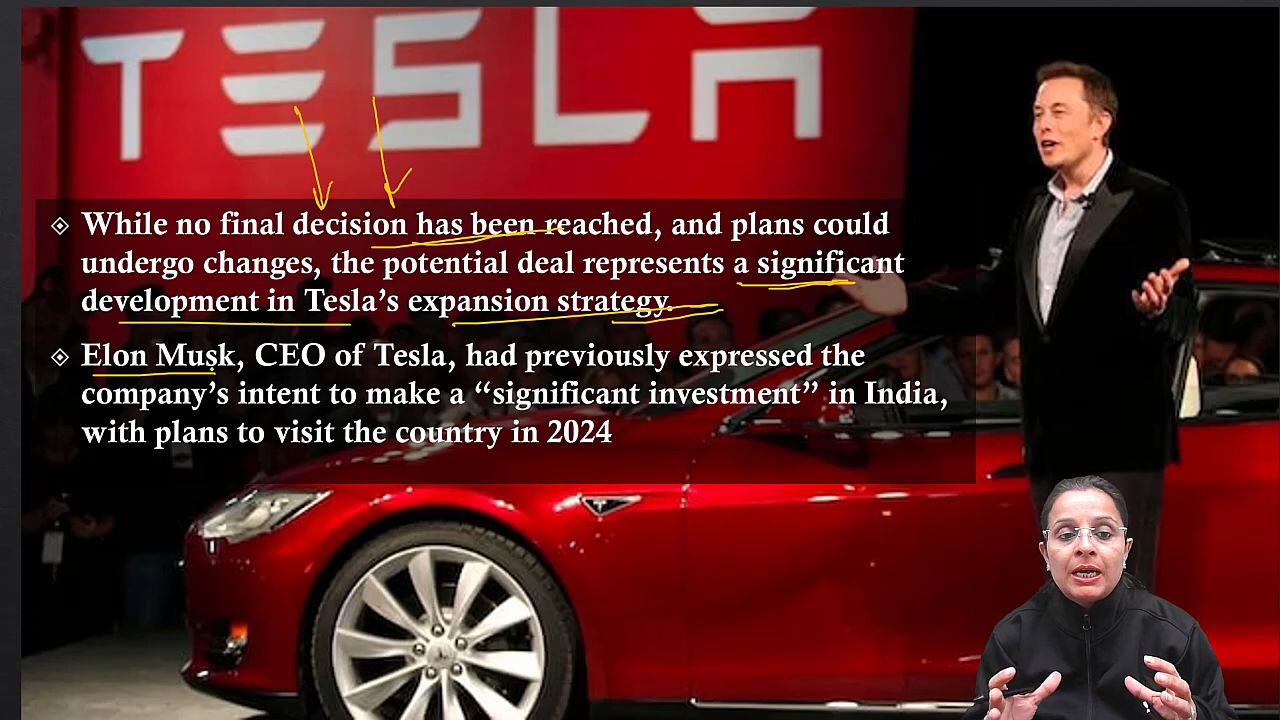 TESLA
While no final decision has been reached, and plans could
undergo changes, the potential deal represents a significant
development in Tesla’s expansion strategy.
Elon Musk, CEO of Tesla, had previously expressed the
company’s intent to make a “significant investment” in India,
with plans to visit the country in 2024